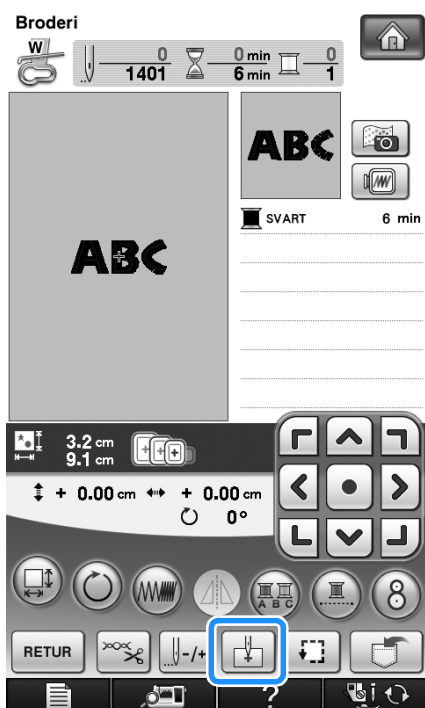 Broderi
W
0 0 min 0
1401 6 min 1
ABC
SVART 6 min
ABC
3.2 cm
9.1 cm
+ 0.00 cm + 0.00 cm
0°
A B C
RETUR -/+
?